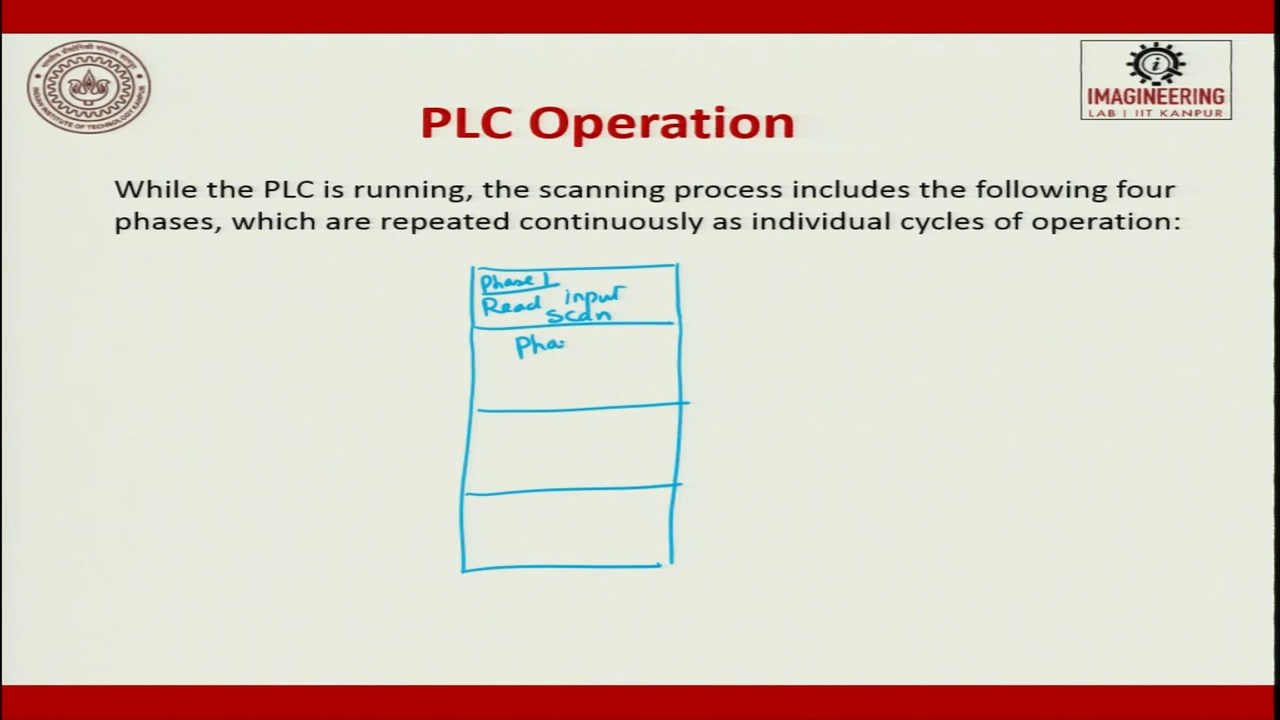 IMAGINEERING
LAB | IIT KANPUR
PLC Operation
While the PLC is running, the scanning process includes the following four
phases, which are repeated continuously as individual cycles of operation:
Phase 1
Read input
scan
Pha